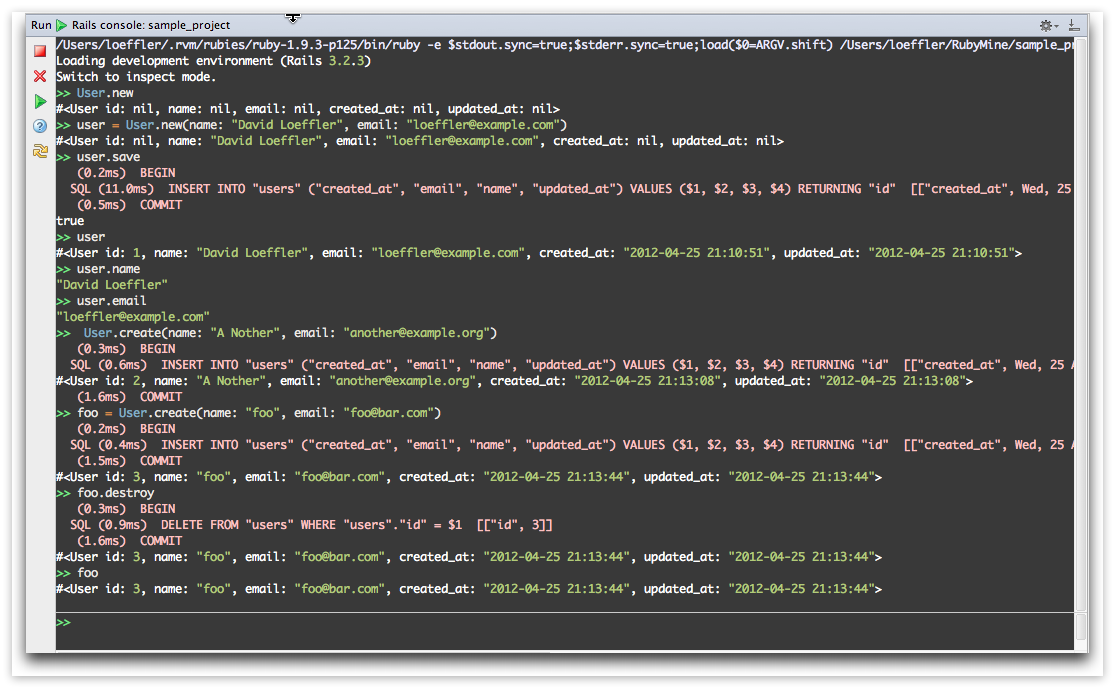 Run Rails console: sample_project
/Users/loeffler/.rvm/rubies/ruby-1.9.3-p125/bin/ruby -e $stdout.sync=true;$stderr.sync=true;load($0=ARGV.shift) /Users/loeffler/RubyMine/sample_pr
Loading development environment (Rails 3.2.3)
Switch to inspect mode.
>> User.new
#<User id: nil, name: nil, email: nil, created_at: nil, updated_at: nil>
>> user = User.new(name: "David Loeffler", email: "loeffler@example.com")
#<User id: nil, name: "David Loeffler", email: "loeffler@example.com", created_at: nil, updated_at: nil>
>> user.save
(0.2ms) BEGIN
SQL (11.0ms) INSERT INTO "users" ("created_at", "email", "name", "updated_at") VALUES ($1, $2, $3, $4) RETURNING "id" [["created_at", Wed, 25
(0.5ms) COMMIT
true
>> user
#<User id: 1, name: "David Loeffler", email: "loeffler@example.com", created_at: "2012-04-25 21:10:51", updated_at: "2012-04-25 21:10:51">
>> user.name
"David Loeffler"
>> user.email
"loeffler@example.com"
>> User.create(name: "A Nother", email: "another@example.org")
(0.3ms) BEGIN
SQL (0.6ms) INSERT INTO "users" ("created_at", "email", "name", "updated_at") VALUES ($1, $2, $3, $4) RETURNING "id" [["created_at", Wed, 25 A
#<User id: 2, name: "A Nother", email: "another@example.org", created_at: "2012-04-25 21:13:08", updated_at: "2012-04-25 21:13:08">
(1.6ms) COMMIT
>> foo = User.create(name: "foo", email: "foo@bar.com")
(0.2ms) BEGIN
SQL (0.4ms) INSERT INTO "users" ("created_at", "email", "name", "updated_at") VALUES ($1, $2, $3, $4) RETURNING "id" [["created_at", Wed, 25 A
(1.5ms) COMMIT
#<User id: 3, name: "foo", email: "foo@bar.com", created_at: "2012-04-25 21:13:44", updated_at: "2012-04-25 21:13:44">
>> foo.destroy
(0.3ms) BEGIN
SQL (0.9ms) DELETE FROM "users" WHERE "users"."id" = $1 [["id", 3]]
(1.6ms) COMMIT
#<User id: 3, name: "foo", email: "foo@bar.com", created_at: "2012-04-25 21:13:44", updated_at: "2012-04-25 21:13:44">
>> foo
#<User id: 3, name: "foo", email: "foo@bar.com", created_at: "2012-04-25 21:13:44", updated_at: "2012-04-25 21:13:44">
>>